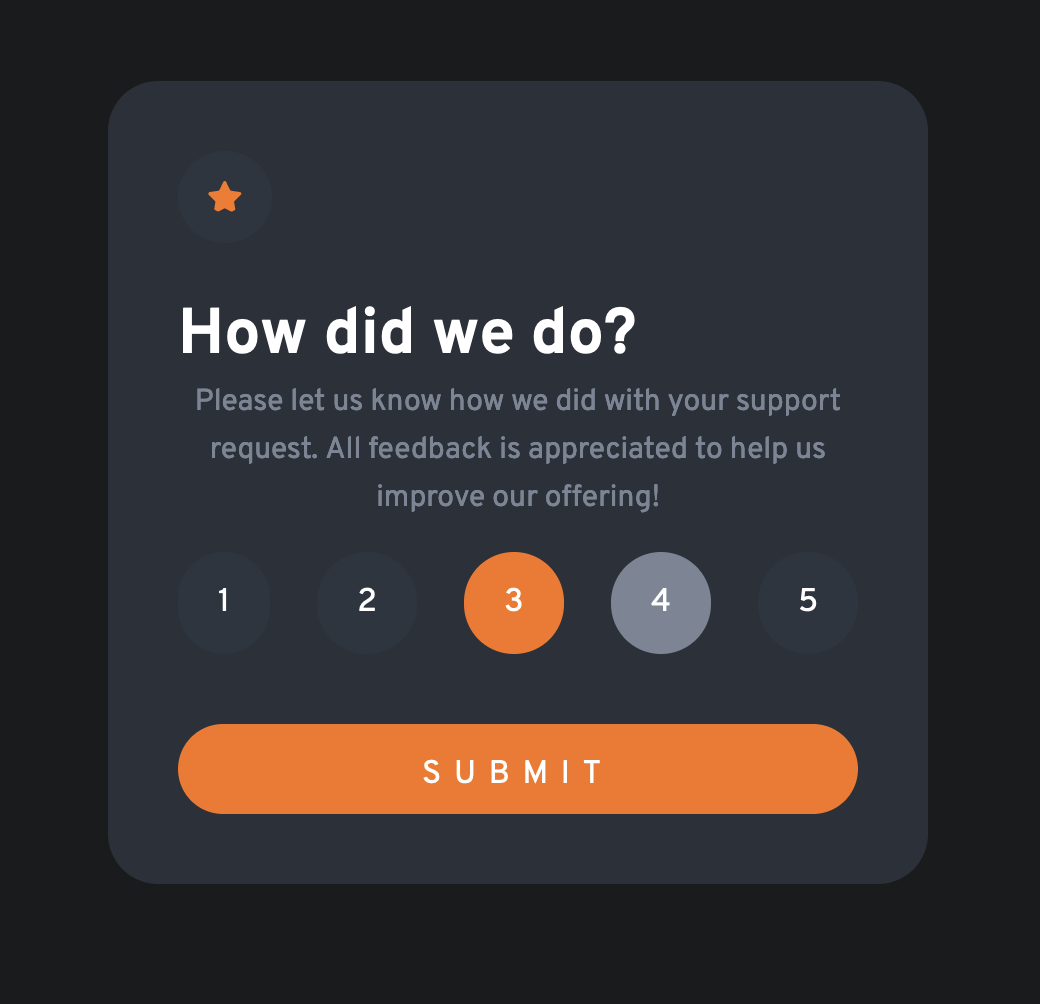 How did we do?
Please let us know how we did with your support
request. All feedback is appreciated to help us
improve our offering!
1 2 3 4 5
SUBMIT